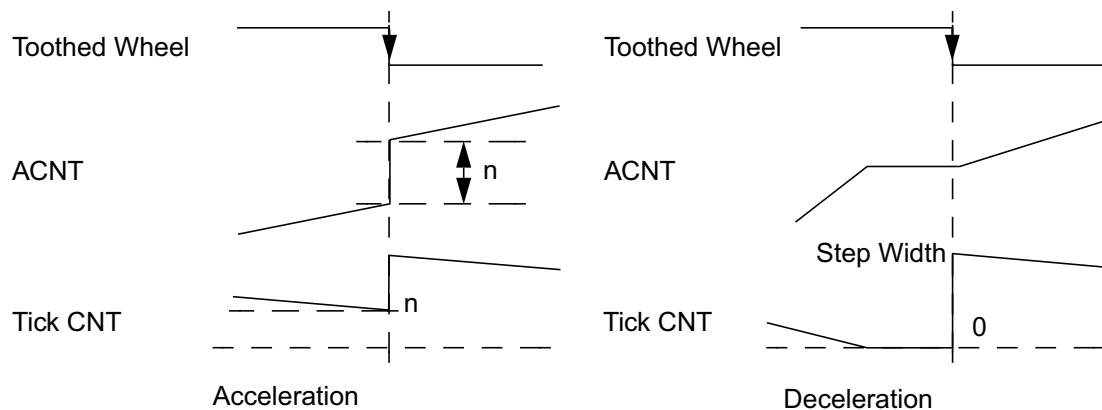 Toothed Wheel
Toothed Wheel
ACNT
n
ACNT
Step Width
n
Tick CNT
0
Tick CNT
Acceleration
Deceleration